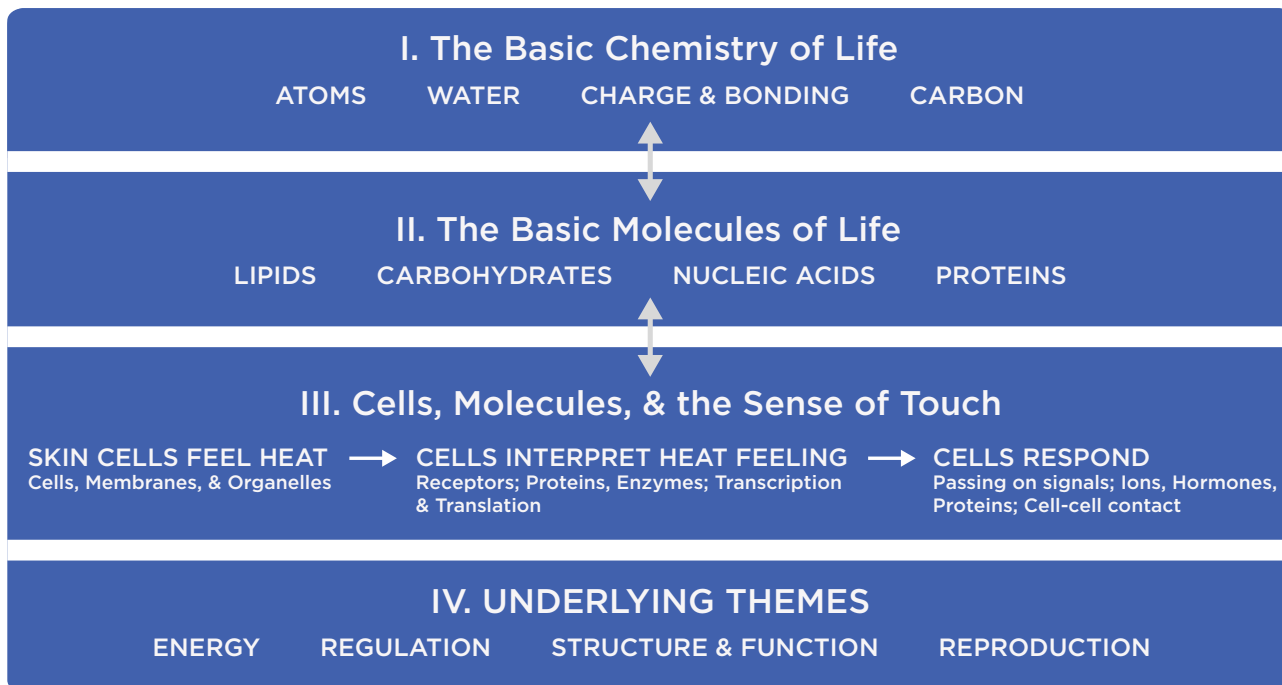 I. The Basic Chemistry of Life
ATOMS WATER CHARGE & BONDING CARBON
II. The Basic Molecules of Life
LIPIDS CARBOHYDRATES NUCLEIC ACIDS PROTEINS
III. Cells, Molecules, & the Sense of Touch
SKIN CELLS FEEL HEAT
Cells, Membranes, & Organelles
CELLS INTERPRET HEAT FEELING
Receptors; Proteins, Enzymes; Transcription
& Translation
CELLS RESPOND
Passing on signals; Ions, Hormones,
Proteins; Cell-cell contact
IV. UNDERLYING THEMES
ENERGY REGULATION STRUCTURE & FUNCTION REPRODUCTION